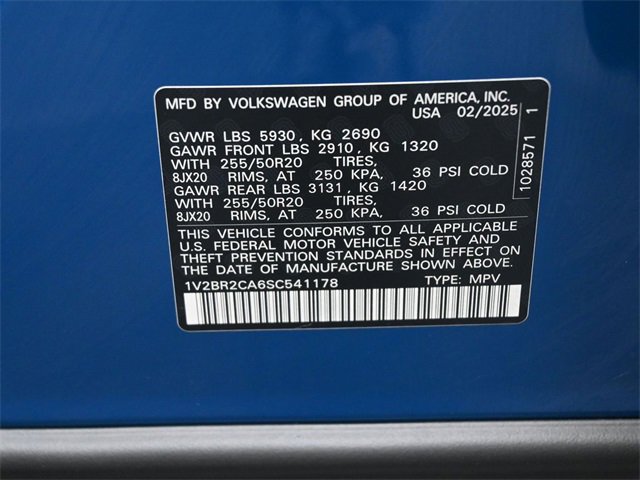 MFD BY VOLKSWAGEN GROUP OF AMERICA, INC.
USA 02/2025
GVWR LBS 5930, KG 2690
GAWR FRONT LBS 2910, KG 1320
WITH 255/50R20 TIRES,
8JX20 RIMS, AT 250 KPA, 36 PSI COLD
GAWR REAR LBS 3131, KG 1420
WITH 255/50R20 TIRES,
8JX20 RIMS, AT 250 KPA, 36 PSI COLD
THIS VEHICLE CONFORMS TO ALL APPLICABLE
U.S. FEDERAL MOTOR VEHICLE SAFETY AND
THEFT PREVENTION STANDARDS IN EFFECT ON
THE DATE OF MANUFACTURE SHOWN ABOVE.
1V2BR2CA6SC541178 TYPE: MPV
1028571 1